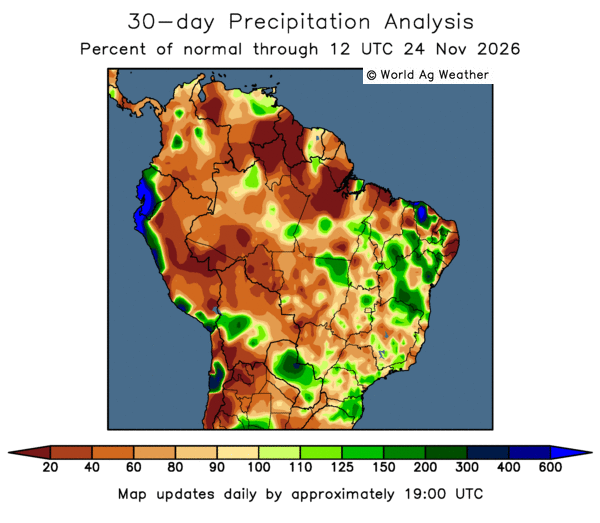 30-day Precipitation Analysis
Percent of normal through 12 UTC 24 Nov 2026
© World Ag Weather
20 40 60 80 90 100 110 125 150 200 300 400 600
Map updates daily by approximately 19:00 UTC